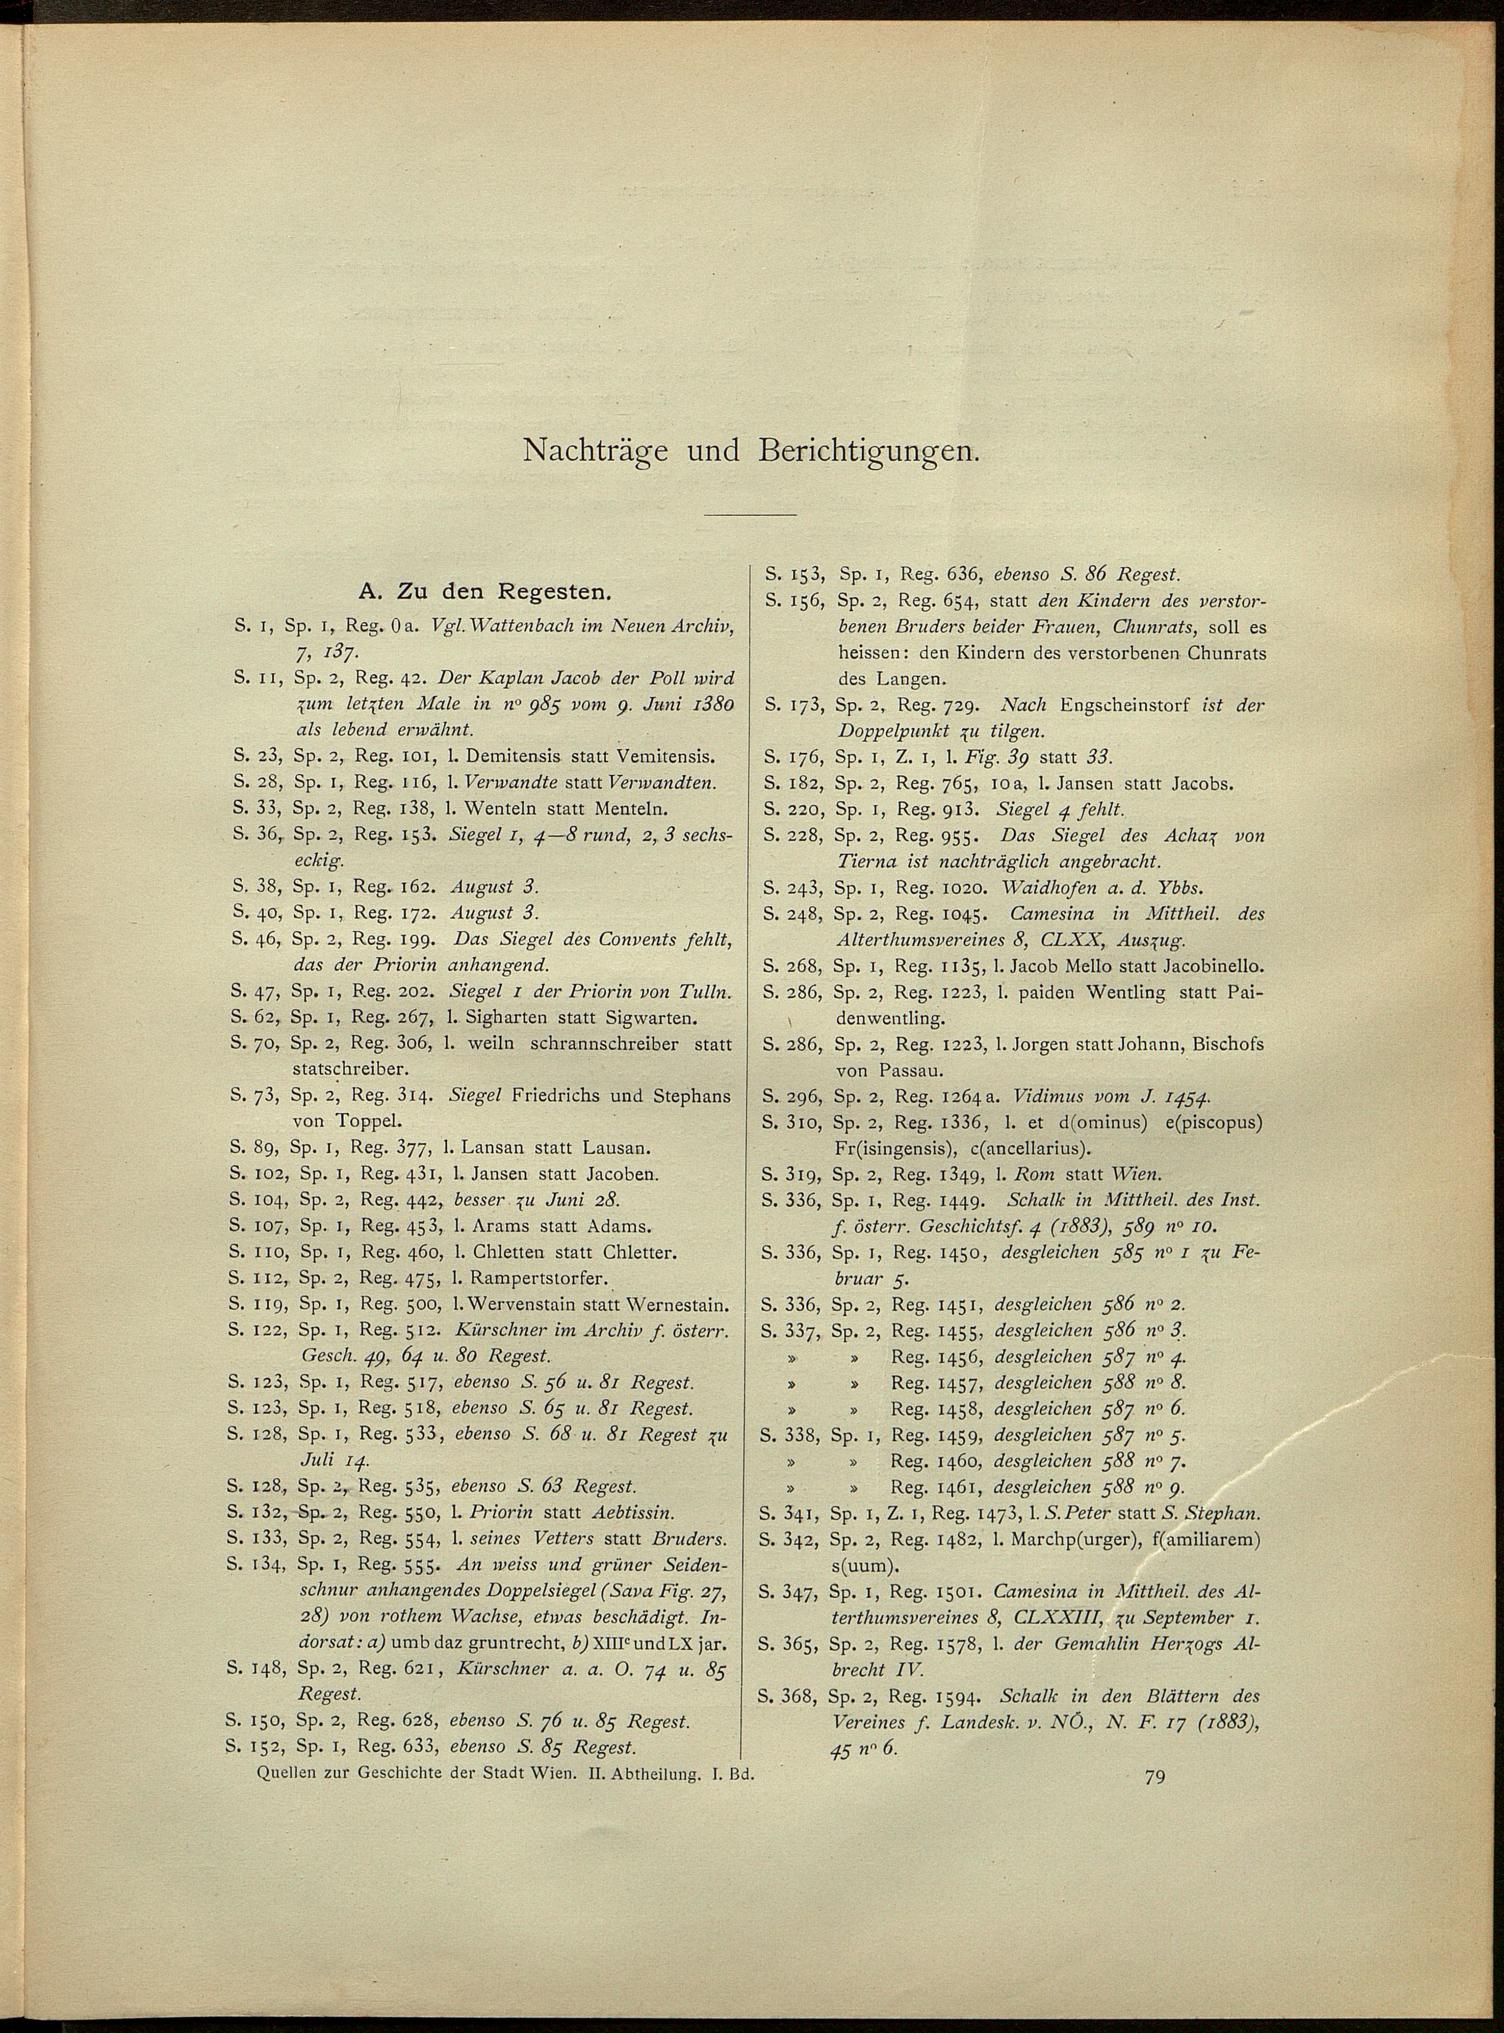 Nachträge und Berichtigungen.
A. Zu den Regesten.
S. 1, Sp. 1, Reg. 0a. Vgl. Wattenbach im Neuen Archiv,
7, 137.
S. 11, Sp. 2, Reg. 42. Der Kaplan Jacob der Poll wird
zum letzten Male in nº 985 vom 9. Juni 1380
als lebend erwähnt.
S. 23, Sp. 2, Reg. 101, l. Demitensis statt Vemitensis.
S. 28, Sp. 1, Reg. 116, l. Verwandte statt Verwandten.
S. 33, Sp. 2, Reg. 138, l. Wenteln statt Menteln.
S. 36, Sp. 2, Reg. 153. Siegel 1, 4—8 rund, 2, 3 sechs-
eckig.
S. 38, Sp. 1, Reg. 162. August 3.
S. 40, Sp. 1, Reg. 172. August 3.
S. 46, Sp. 2, Reg. 199. Das Siegel des Convents fehlt,
das der Priorin anhangend.
S. 47, Sp. 1, Reg. 202. Siegel 1 der Priorin von Tulln.
S. 62, Sp. 1, Reg. 267, l. Sigharten statt Sigwarten.
S. 70, Sp. 2, Reg. 306, l. weiln schrannschreiber statt
statschreiber.
S. 73, Sp. 2, Reg. 314. Siegel Friedrichs und Stephans
von Toppel.
S. 89, Sp. 1, Reg. 377, l. Lansan statt Lausan.
S. 102, Sp. 1, Reg. 431, l. Jansen statt Jacoben.
S. 104, Sp. 2, Reg. 442, besser zu Juni 28.
S. 107, Sp. 1, Reg. 453, l. Arams statt Adams.
S. 110, Sp. 1, Reg. 460, l. Chletten statt Chletter.
S. 112, Sp. 2, Reg. 475, l. Rampertstorfer.
S. 119, Sp. 1, Reg. 500, l. Wervenstain statt Wernestain.
S. 122, Sp. 1, Reg. 512. Kürschner im Archiv f. österr.
Gesch. 49, 64 u. 80 Regest.
S. 123, Sp. 1, Reg. 517, ebenso S. 56 u. 81 Regest.
S. 123, Sp. 1, Reg. 518, ebenso S. 65 u. 81 Regest.
S. 128, Sp. 1, Reg. 533, ebenso S. 68 u. 81 Regest zu
Juli 14.
S. 128, Sp. 2, Reg. 535, ebenso S. 63 Regest.
S. 132, Sp. 2, Reg. 550, l. Priorin statt Aebtissin.
S. 133, Sp. 2, Reg. 554, l. seines Vetters statt Bruders.
S. 134, Sp. 1, Reg. 555. An weiss und grüner Seiden-
schnur anhangendes Doppelsiegel (Sava Fig. 27,
28) von rothem Wachse, etwas beschädigt. In-
dorsat: a) umb daz gruntrecht, b) XIIIᶜ und LX jar.
S. 148, Sp. 2, Reg. 621, Kürschner a. a. O. 74 u. 85
Regest.
S. 150, Sp. 2, Reg. 628, ebenso S. 76 u. 85 Regest.
S. 152, Sp. 1, Reg. 633, ebenso S. 85 Regest.
S. 153, Sp. 1, Reg. 636, ebenso S. 86 Regest.
S. 156, Sp. 2, Reg. 654, statt den Kindern des verstor-
benen Bruders beider Frauen, Chunrats, soll es
heissen: den Kindern des verstorbenen Chunrats
des Langen.
S. 173, Sp. 2, Reg. 729. Nach Engscheinstorf ist der
Doppelpunkt zu tilgen.
S. 176, Sp. 1, Z. 1, l. Fig. 39 statt 33.
S. 182, Sp. 2, Reg. 765, 10a, l. Jansen statt Jacobs.
S. 220, Sp. 1, Reg. 913. Siegel 4 fehlt.
S. 228, Sp. 2, Reg. 955. Das Siegel des Achaz von
Tierna ist nachträglich angebracht.
S. 243, Sp. 1, Reg. 1020. Waidhofen a. d. Ybbs.
S. 248, Sp. 2, Reg. 1045. Camesina in Mittheil. des
Alterthumsvereines 8, CLXX, Auszug.
S. 268, Sp. 1, Reg. 1135, l. Jacob Mello statt Jacobinello.
S. 286, Sp. 2, Reg. 1223, l. paiden Wentling statt Pai-
denwentling.
S. 286, Sp. 2, Reg. 1223, l. Jorgen statt Johann, Bischofs
von Passau.
S. 296, Sp. 2, Reg. 1264a. Vidimus vom J. 1454.
S. 310, Sp. 2, Reg. 1336, l. et d(ominus) e(piscopus)
Fr(isingensis), c(ancellarius).
S. 319, Sp. 2, Reg. 1349, l. Rom statt Wien.
S. 336, Sp. 1, Reg. 1449. Schalk in Mittheil. des Inst.
f. österr. Geschichtsf. 4 (1883), 589 nº 10.
S. 336, Sp. 1, Reg. 1450, desgleichen 585 nº 1 zu Fe-
bruar 5.
S. 336, Sp. 2, Reg. 1451, desgleichen 586 nº 2.
S. 337, Sp. 2, Reg. 1455, desgleichen 586 nº 3.
» » Reg. 1456, desgleichen 587 nº 4.
» » Reg. 1457, desgleichen 588 nº 8.
» » Reg. 1458, desgleichen 587 nº 6.
S. 338, Sp. 1, Reg. 1459, desgleichen 587 nº 5.
» » Reg. 1460, desgleichen 588 nº 7.
» » Reg. 1461, desgleichen 588 nº 9.
S. 341, Sp. 1, Z. 1, Reg. 1473, l. S. Peter statt S. Stephan.
S. 342, Sp. 2, Reg. 1482, l. Marchp(urger), f(amiliarem)
s(uum).
S. 347, Sp. 1, Reg. 1501. Camesina in Mittheil. des Al-
terthumsvereines 8, CLXXIII, zu September 1.
S. 365, Sp. 2, Reg. 1578, l. der Gemahlin Herzogs Al-
brecht IV.
S. 368, Sp. 2, Reg. 1594. Schalk in den Blättern des
Vereines f. Landesk. v. NÖ., N. F. 17 (1883),
45 nº 6.
Quellen zur Geschichte der Stadt Wien. II. Abtheilung. I. Bd.
79